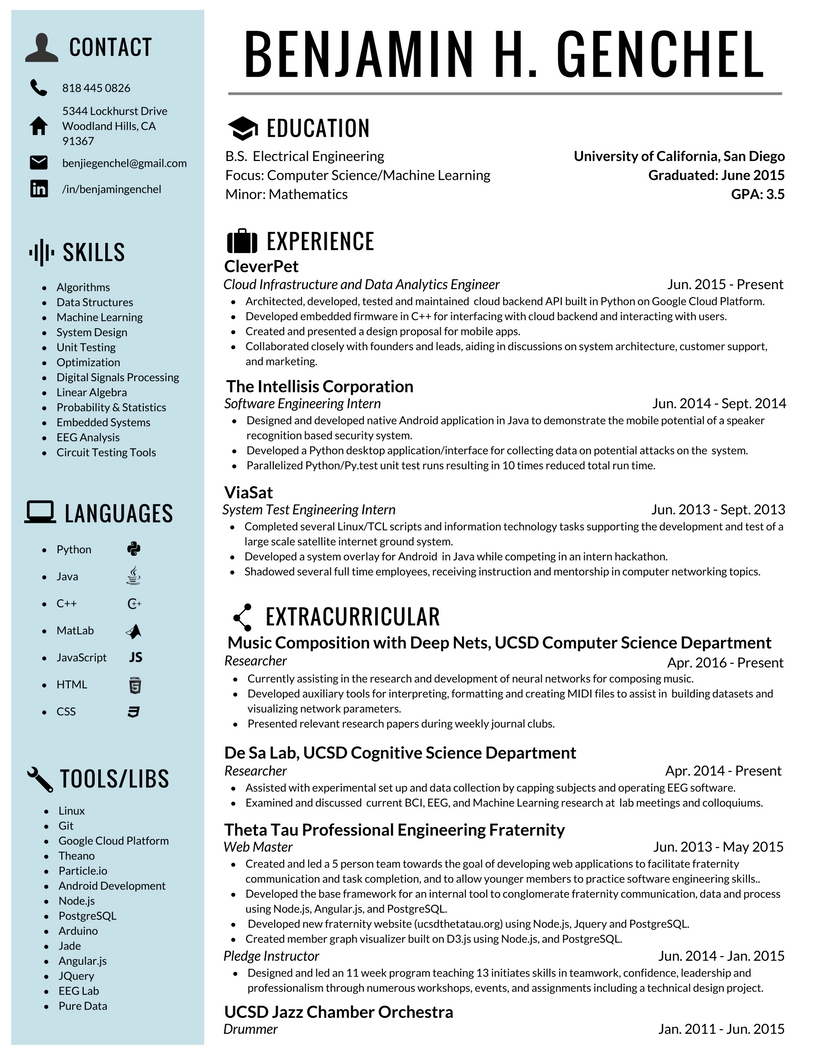 CONTACT
818 445 0826
5344 Lockhurst Drive
Woodland Hills, CA
91367
benjiegenchel@gmail.com
/in/benjamingenchel
SKILLS
• Algorithms
• Data Structures
• Machine Learning
• System Design
• Unit Testing
• Optimization
• Digital Signals Processing
• Linear Algebra
• Probability & Statistics
• Embedded Systems
• EEG Analysis
• Circuit Testing Tools
LANGUAGES
• Python
• Java
• C++ C++
• MatLab
• JavaScript JS
• HTML 5
• CSS 3
TOOLS/LIBS
• Linux
• Git
• Google Cloud Platform
• Theano
• Particle.io
• Android Development
• Node.js
• PostgreSQL
• Arduino
• Jade
• Angular.js
• JQuery
• EEG Lab
• Pure Data
BENJAMIN H. GENCHEL
EDUCATION
B.S. Electrical Engineering University of California, San Diego
Focus: Computer Science/Machine Learning Graduated: June 2015
Minor: Mathematics GPA: 3.5
EXPERIENCE
CleverPet
Cloud Infrastructure and Data Analytics Engineer Jun. 2015 - Present
• Architected, developed, tested and maintained cloud backend API built in Python on Google Cloud Platform.
• Developed embedded firmware in C++ for interfacing with cloud backend and interacting with users.
• Created and presented a design proposal for mobile apps.
• Collaborated closely with founders and leads, aiding in discussions on system architecture, customer support,
and marketing.
The Intellisis Corporation
Software Engineering Intern Jun. 2014 - Sept. 2014
• Designed and developed native Android application in Java to demonstrate the mobile potential of a speaker
recognition based security system.
• Developed a Python desktop application/interface for collecting data on potential attacks on the system.
• Parallelized Python/Py.test unit test runs resulting in 10 times reduced total run time.
ViaSat
System Test Engineering Intern Jun. 2013 - Sept. 2013
• Completed several Linux/TCL scripts and information technology tasks supporting the development and test of a
large scale satellite internet ground system.
• Developed a system overlay for Android in Java while competing in an intern hackathon.
• Shadowed several full time employees, receiving instruction and mentorship in computer networking topics.
EXTRACURRICULAR
Music Composition with Deep Nets, UCSD Computer Science Department
Researcher Apr. 2016 - Present
• Currently assisting in the research and development of neural networks for composing music.
• Developed auxiliary tools for interpreting, formatting and creating MIDI files to assist in building datasets and
visualizing network parameters.
• Presented relevant research papers during weekly journal clubs.
De Sa Lab, UCSD Cognitive Science Department
Researcher Apr. 2014 - Present
• Assisted with experimental set up and data collection by capping subjects and operating EEG software.
• Examined and discussed current BCI, EEG, and Machine Learning research at lab meetings and colloquiums.
Theta Tau Professional Engineering Fraternity
Web Master Jun. 2013 - May 2015
• Created and led a 5 person team towards the goal of developing web applications to facilitate fraternity
communication and task completion, and to allow younger members to practice software engineering skills..
• Developed the base framework for an internal tool to conglomerate fraternity communication, data and process
using Node.js, Angular.js, and PostgreSQL.
• Developed new fraternity website (ucsdthetatau.org) using Node.js, Jquery and PostgreSQL.
• Created member graph visualizer built on D3.js using Node.js, and PostgreSQL.
Pledge Instructor Jun. 2014 - Jan. 2015
• Designed and led an 11 week program teaching 13 initiates skills in teamwork, confidence, leadership and
professionalism through numerous workshops, events, and assignments including a technical design project.
UCSD Jazz Chamber Orchestra
Drummer Jan. 2011 - Jun. 2015